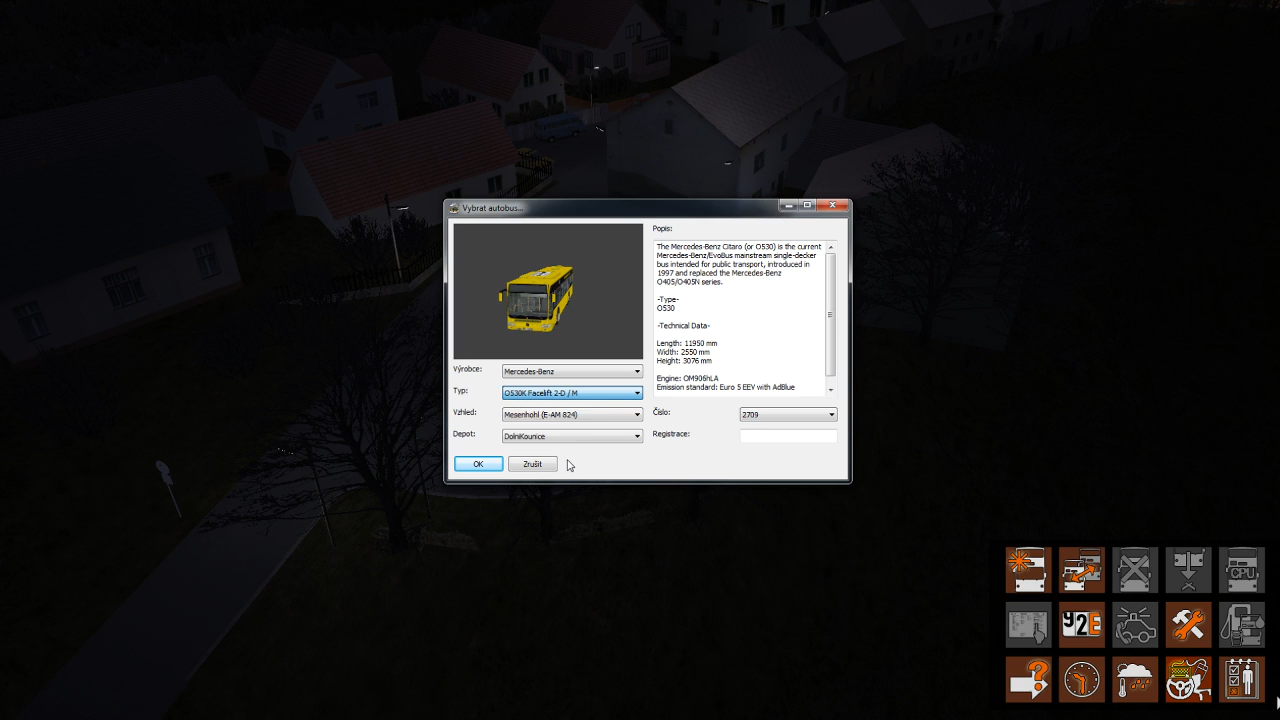 Vybrat autobus...
Popis:
The Mercedes-Benz Citaro (or O530) is the current
Mercedes-Benz/EvoBus mainstream single-decker
bus intended for public transport, introduced in
1997 and replaced the Mercedes-Benz
O405/O405N series.
-Type-
O530
-Technical Data-
Length: 11950 mm
Width: 2550 mm
Height: 3076 mm
Engine: OM906hLA
Emission standard: Euro 5 EEV with AdBlue
Výrobce:
Mercedes-Benz
Typ:
O530K Facelift 2-D / M
Vzhled:
Mesenhohl (E-AM 824)
Číslo:
2709
Depot:
DolniKounice
Registrace:
OK
Zrušit
CPU
92E
?